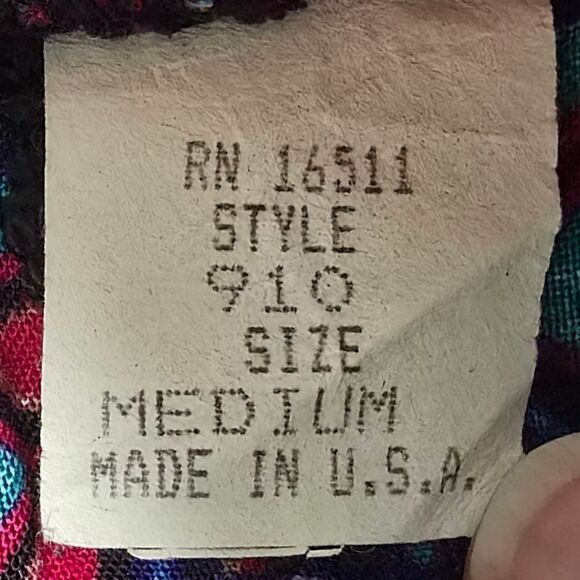 RN 16511
STYLE
910
SIZE
MEDIUM
MADE IN U.S.A.